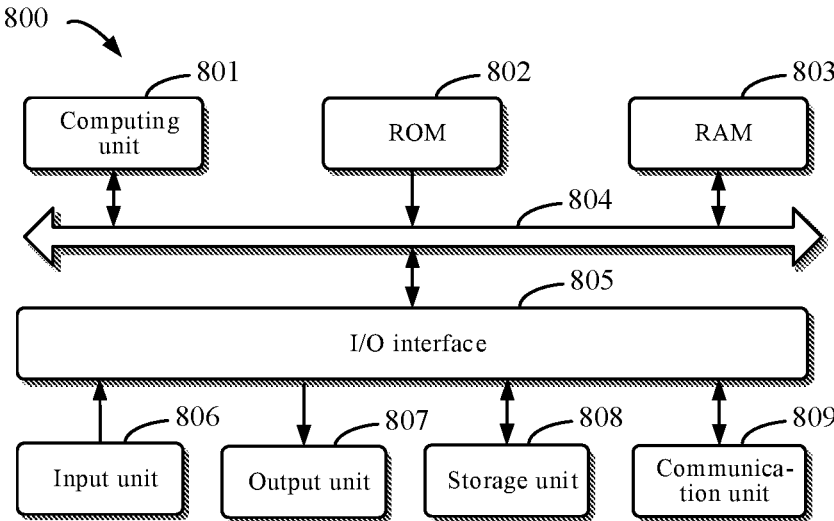 800
801
802
803
Computing
unit
ROM
RAM
804
805
I/O interface
806
807
808
809
Input unit
Output unit
Storage unit
Communica-
tion unit